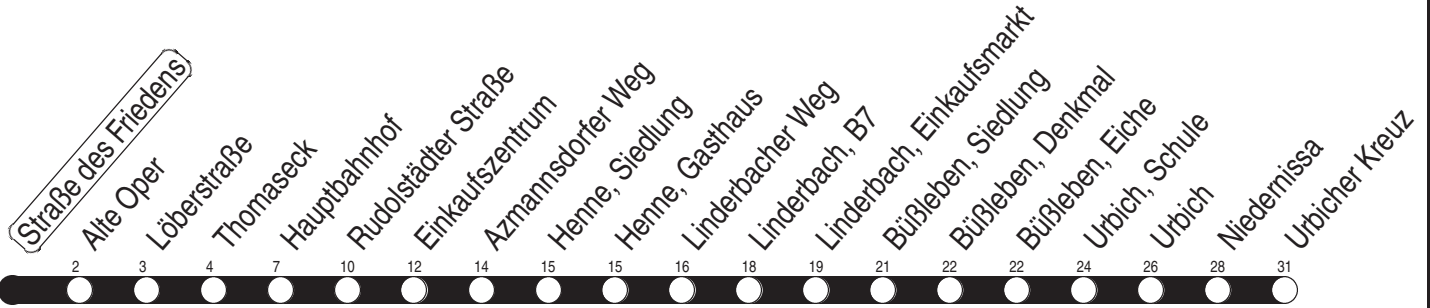 Straße des Friedens
Alte Oper
Löberstraße
Thomaseck
Hauptbahnhof
Rudolstädter Straße
Einkaufszentrum
Azmannsdorfer Weg
Henne, Siedlung
Henne, Gasthaus
Linderbacher Weg
Linderbach, B7
Linderbach, Einkaufsmarkt
Büßleben, Siedlung
Büßleben, Denkmal
Büßleben, Eiche
Urbich, Schule
Urbich
Niedernissa
Urbicher Kreuz
2 3 4 7 10 12 14 15 15 16 18 19 21 22 22 24 26 28 31